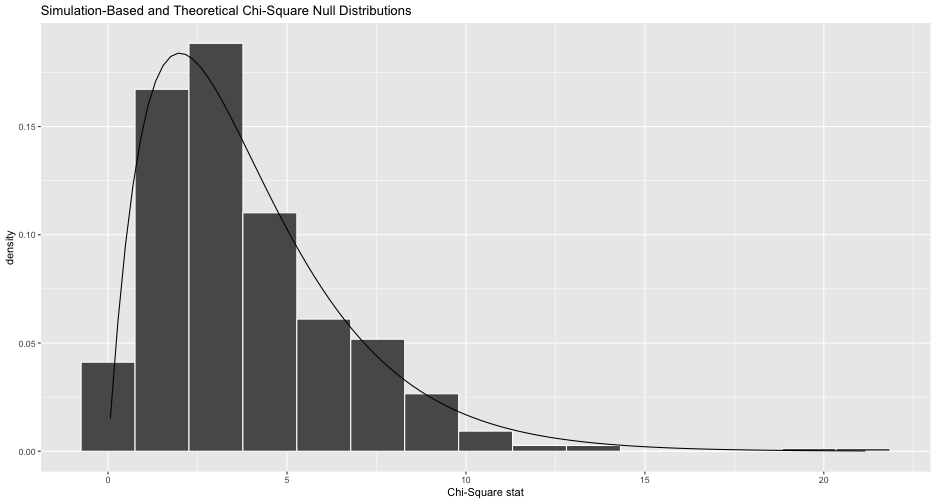 Simulation-Based and Theoretical Chi-Square Null Distributions
density
0.15
0.10
0.05
0.00
0 5 10 15 20
Chi-Square stat